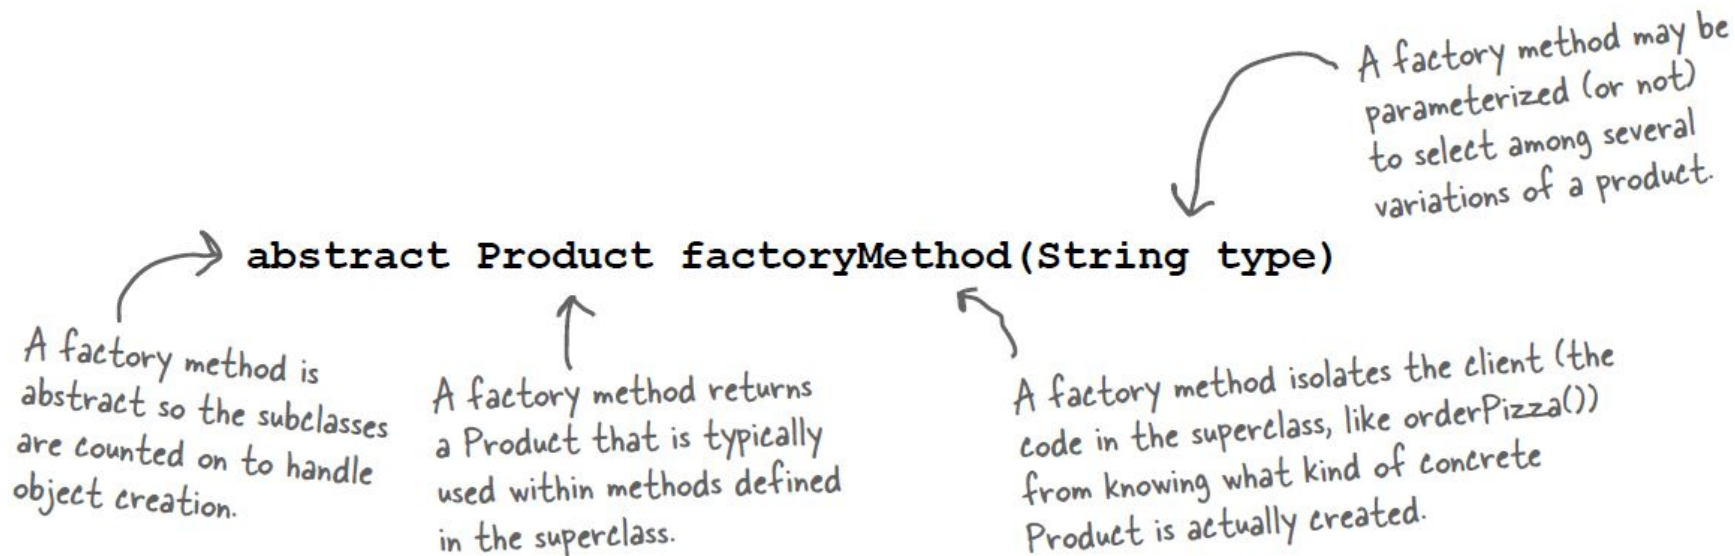 A factory method may be
parameterized (or not)
to select among several
variations of a product.
abstract Product factoryMethod(String type)
A factory method is
abstract so the subclasses
are counted on to handle
object creation.
A factory method returns
a Product that is typically
used within methods defined
in the superclass.
A factory method isolates the client (the
code in the superclass, like orderPizza())
from knowing what kind of concrete
Product is actually created.